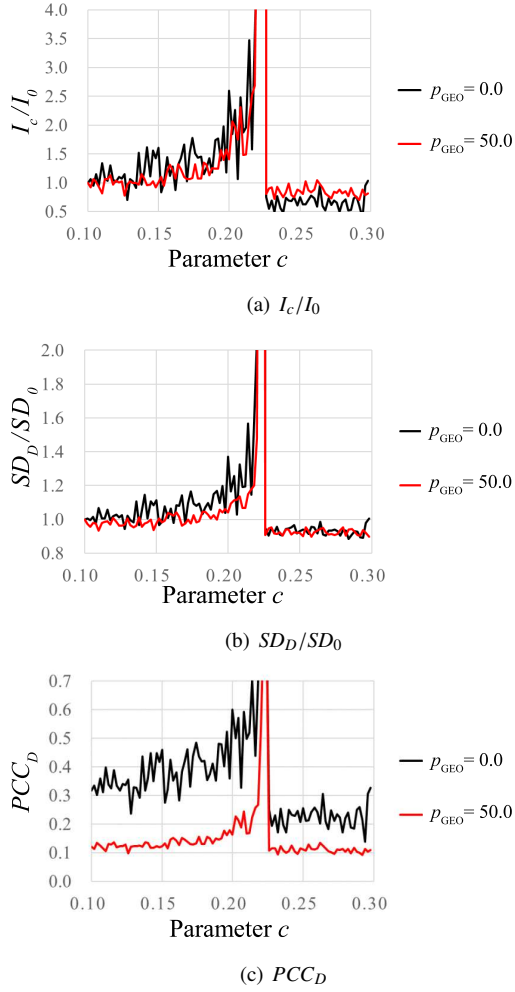 4.0
3.5
3.0
2.5
2.0
1.5
1.0
0.5
I_c/I_0
0.10 0.15 0.20 0.25 0.30
Parameter c
p_GEO = 0.0
p_GEO = 50.0
(a) I_c/I_0
2.0
1.8
1.6
1.4
1.2
1.0
0.8
SD_D/SD_0
0.10 0.15 0.20 0.25 0.30
Parameter c
p_GEO = 0.0
p_GEO = 50.0
(b) SD_D/SD_0
0.7
0.6
0.5
0.4
0.3
0.2
0.1
0.0
PCC_D
0.10 0.15 0.20 0.25 0.30
Parameter c
p_GEO = 0.0
p_GEO = 50.0
(c) PCC_D